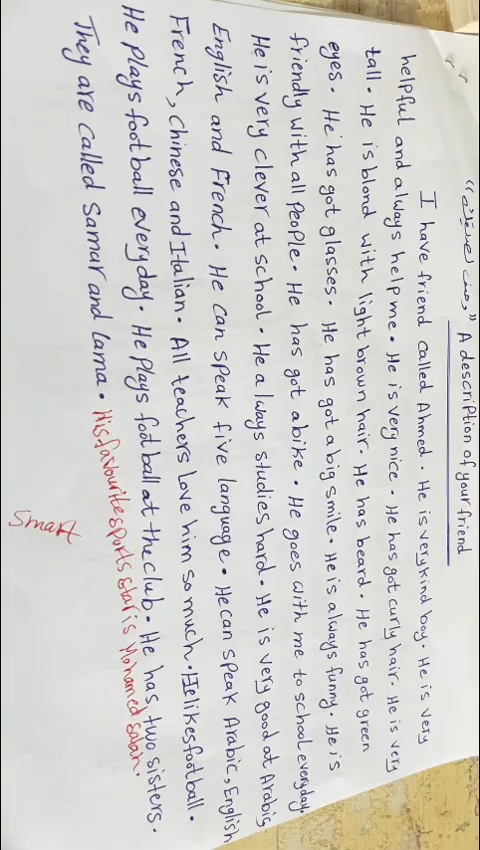 "وصف لصديقك" A description of your friend
I have friend called Ahmed. He is very kind boy. He is very
helpful and always help me. He is very nice. He has got curly hair. He is very
tall. He is blond with light brown hair. He has beard. He has got green
eyes. He has got glasses. He has got a big smile. He is always funny. He is
friendly with all people. He has got a bike. He goes with me to school everyday.
He is very clever at school. He always studies hard. He is very good at Arabic,
English and French. He can speak five language. He can speak Arabic, English
French, Chinese and Italian. All teachers love him so much. He likes football.
He plays football everyday. He plays football at the club. He has two sisters.
They are called Samar and lama. His favourite sports star is Mohamed salah.
Smart